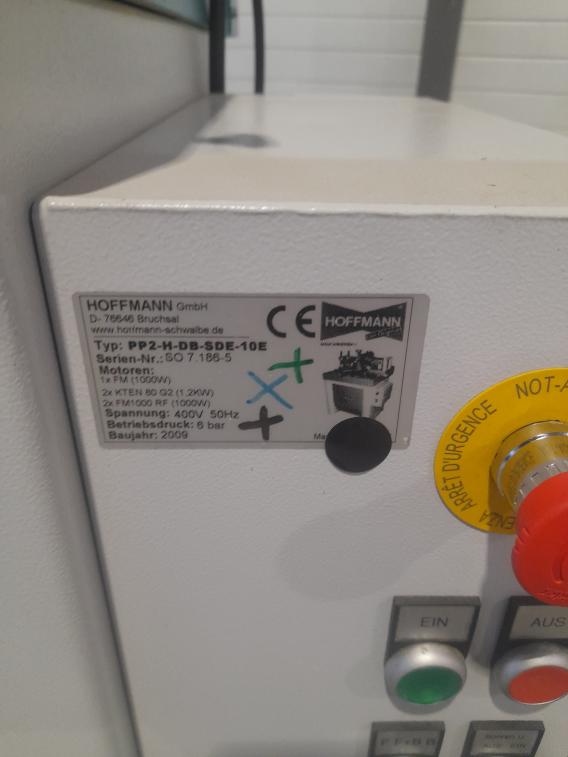 HOFFMANN GmbH
D- 76646 Bruchsal
www.hoffmann-schwalbe.de
CE
HOFFMANN
Typ: PP2-H-DB-SDE-10E
Serien-Nr.: SO 7.186-5
Motoren:
1x FM (1000W)
2x KTEN 80 G2 (1,2KW)
2x FM1000 RF (1000W)
Spannung: 400V 50Hz
Betriebsdruck: 6 bar
Baujahr: 2009
Ma
NOT-A
ARRÊT D'URGENCE
ENZA
EIN
AUS